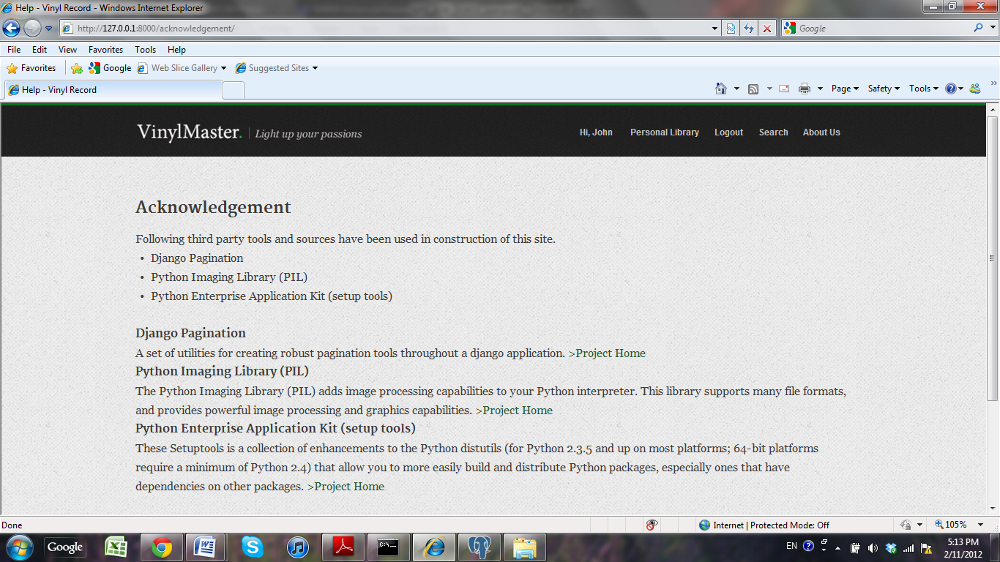 Help - Vinyl Record - Windows Internet Explorer
http://127.0.0.1:8000/acknowledgement/
Google
File Edit View Favorites Tools Help
Favorites Google Web Slice Gallery Suggested Sites
Help - Vinyl Record
Page Safety Tools
VinylMaster. Light up your passions
Hi, John Personal Library Logout Search About Us
Acknowledgement
Following third party tools and sources have been used in construction of this site.
• Django Pagination
• Python Imaging Library (PIL)
• Python Enterprise Application Kit (setup tools)
Django Pagination
A set of utilities for creating robust pagination tools throughout a django application. >Project Home
Python Imaging Library (PIL)
The Python Imaging Library (PIL) adds image processing capabilities to your Python interpreter. This library supports many file formats,
and provides powerful image processing and graphics capabilities. >Project Home
Python Enterprise Application Kit (setup tools)
These Setuptools is a collection of enhancements to the Python distutils (for Python 2.3.5 and up on most platforms; 64-bit platforms
require a minimum of Python 2.4) that allow you to more easily build and distribute Python packages, especially ones that have
dependencies on other packages. >Project Home
Done
Internet | Protected Mode: Off
105%
Google
C:\
EN
5:13 PM
2/11/2012